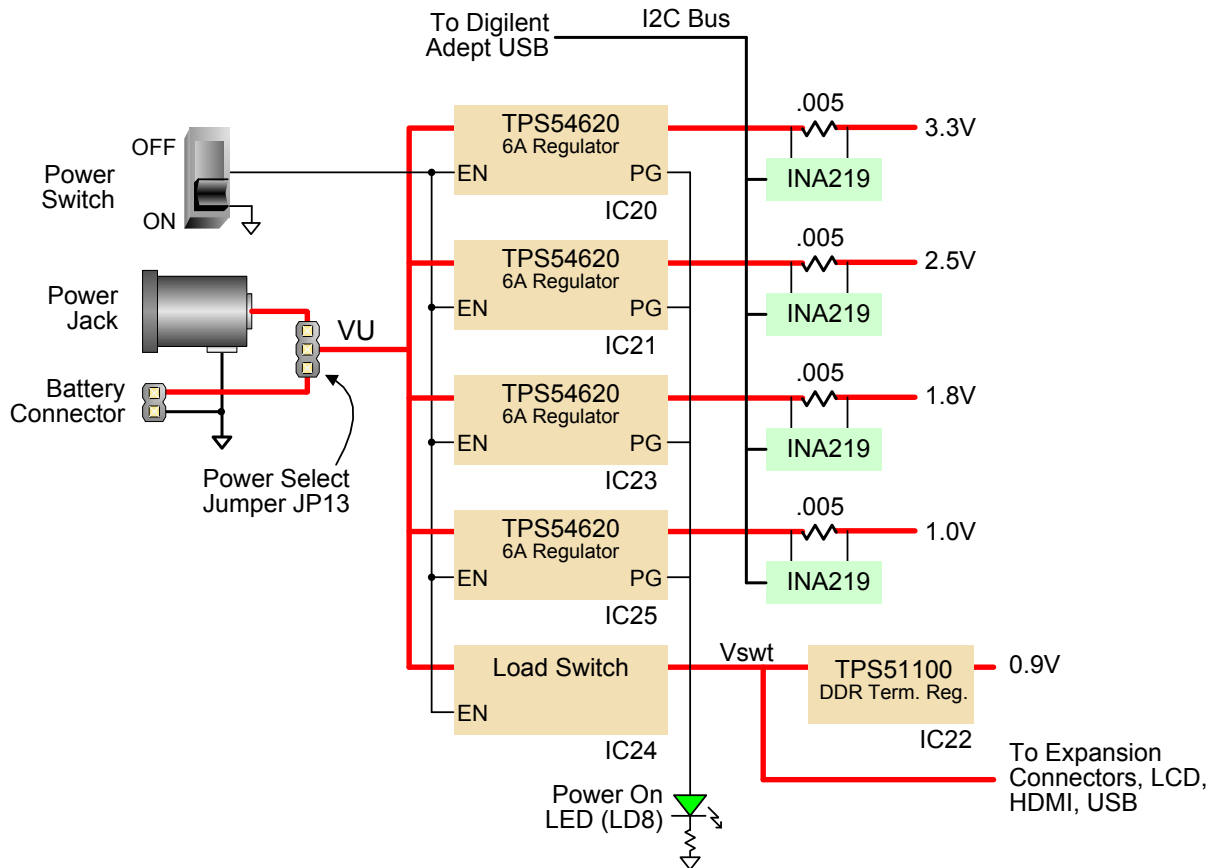 To Digilent
Adept USB
I2C Bus
Power
Switch
OFF
ON
Power
Jack
Battery
Connector
VU
Power Select
Jumper JP13
TPS54620
6A Regulator
EN
PG
IC20
.005
3.3V
INA219
TPS54620
6A Regulator
EN
PG
IC21
.005
2.5V
INA219
TPS54620
6A Regulator
EN
PG
IC23
.005
1.8V
INA219
TPS54620
6A Regulator
EN
PG
IC25
.005
1.0V
INA219
Load Switch
EN
IC24
Vswt
TPS51100
DDR Term. Reg.
IC22
0.9V
To Expansion
Connectors, LCD,
HDMI, USB
Power On
LED (LD8)